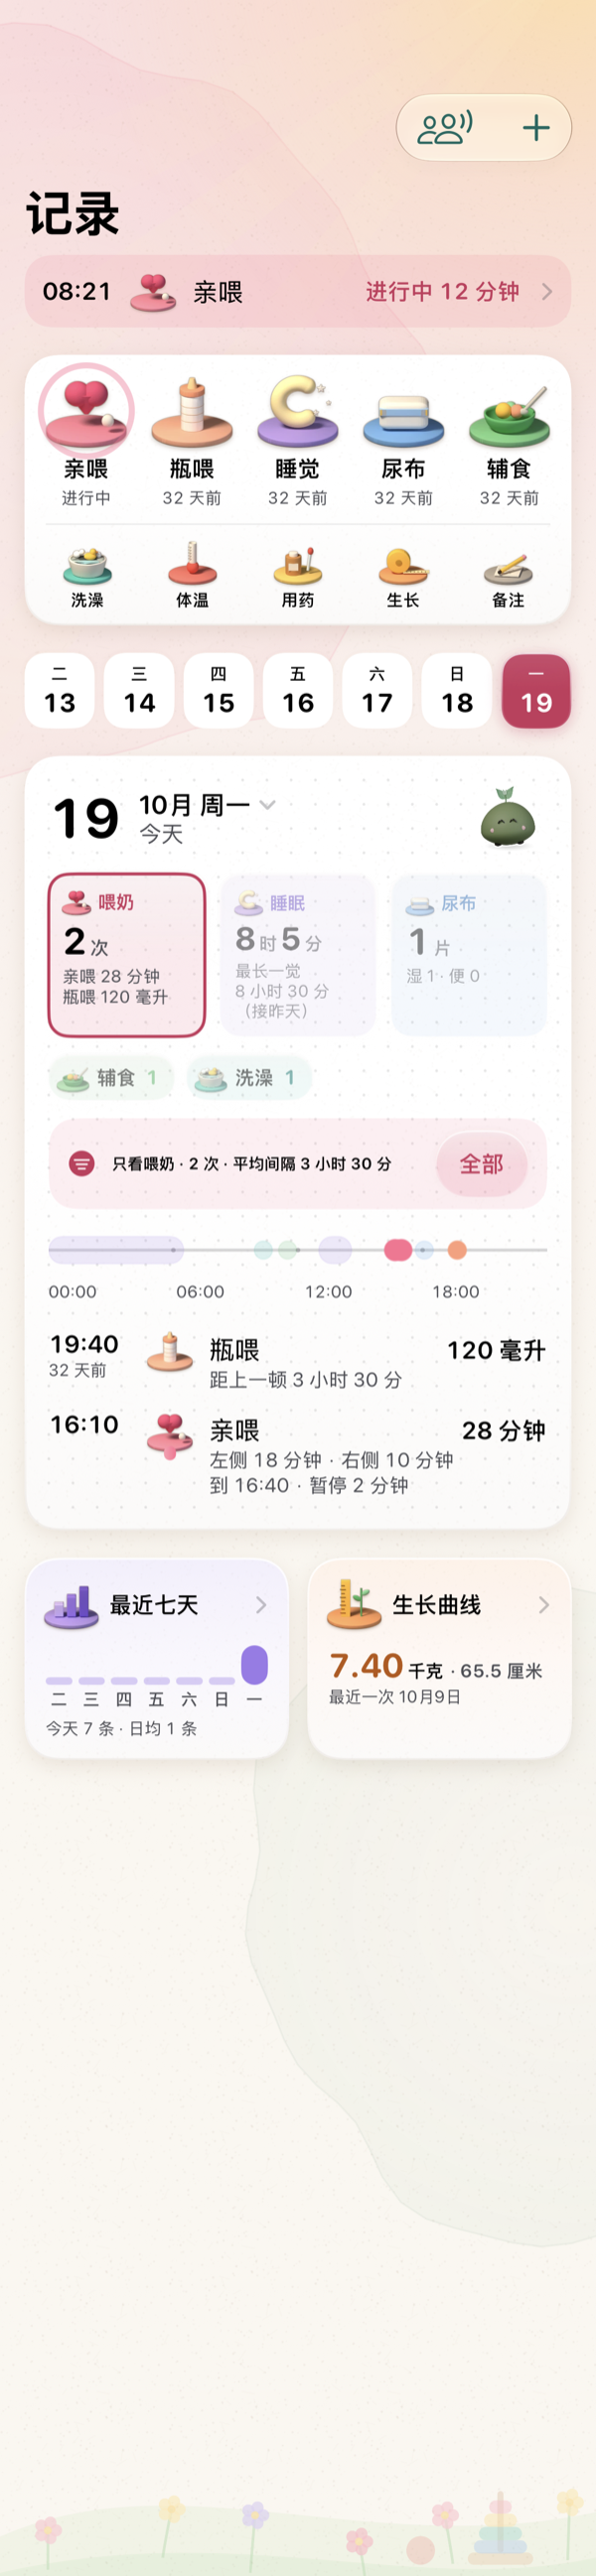 记录
08:21 亲喂 进行中 12 分钟
亲喂 瓶喂 睡觉 尿布 辅食
进行中 32 天前 32 天前 32 天前 32 天前
洗澡 体温 用药 生长 备注
二 三 四 五 六 日 一
13 14 15 16 17 18 19
19 10月 周一
今天
喂奶
2 次
亲喂 28 分钟
瓶喂 120 毫升
睡眠
8 时 5 分
最长一觉
8 小时 30 分
（接昨天）
尿布
1 片
湿 1 · 便 0
辅食 1 洗澡 1
只看喂奶 · 2 次 · 平均间隔 3 小时 30 分 全部
00:00 06:00 12:00 18:00
19:40 瓶喂 120 毫升
32 天前 距上一顿 3 小时 30 分
16:10 亲喂 28 分钟
左侧 18 分钟 · 右侧 10 分钟
到 16:40 · 暂停 2 分钟
最近七天
二 三 四 五 六 日 一
今天 7 条 · 日均 1 条
生长曲线
7.40 千克 · 65.5 厘米
最近一次 10月9日